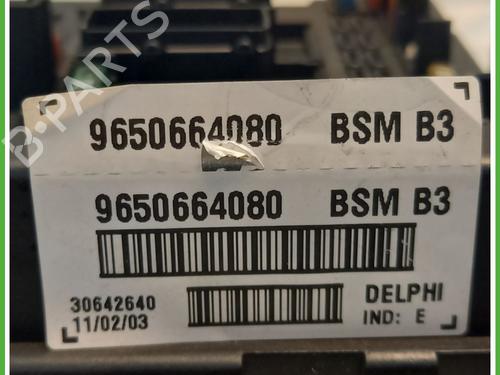 9650664080 BSM B3
9650664080 BSM B3
30642640
11/02/03
DELPHI
IND: E
B-PARTS